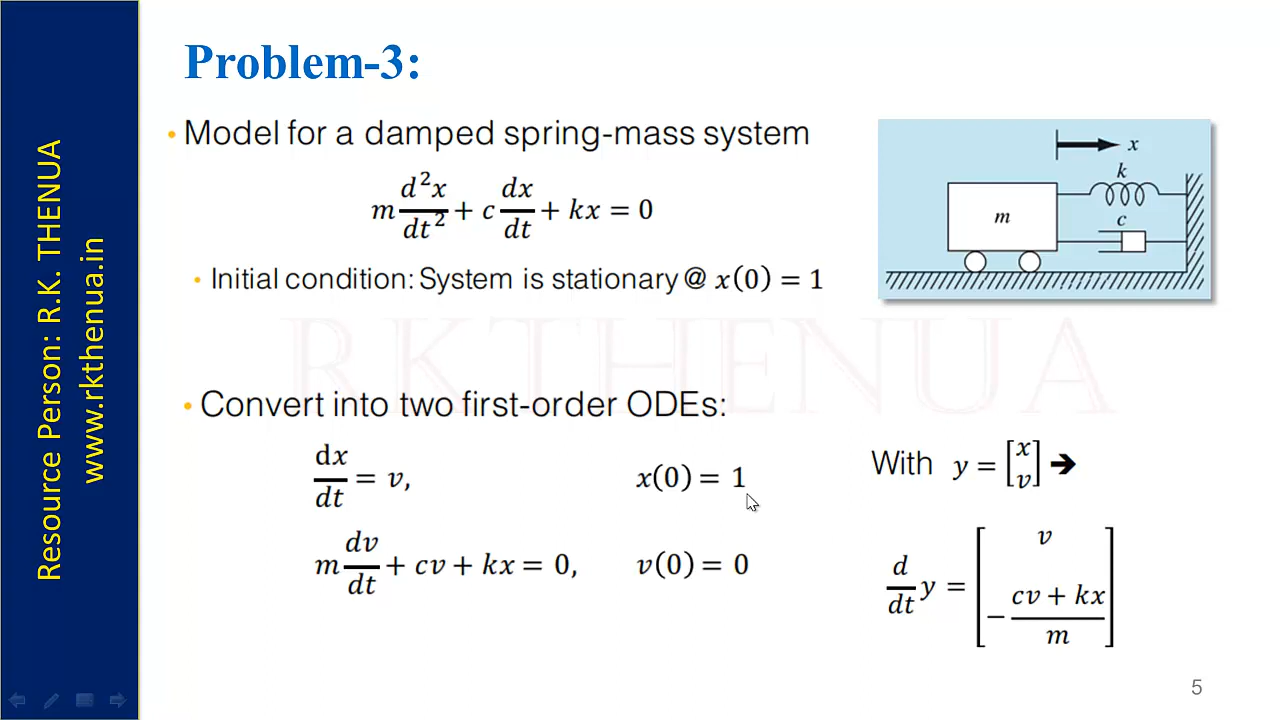 Resource Person: R.K. THENUA
www.rkthenua.in
Problem-3:
• Model for a damped spring-mass system
m d²x/dt² + c dx/dt + kx = 0
• Initial condition: System is stationary @ x(0) = 1
x
k
m
c
RKTHENUA
• Convert into two first-order ODEs:
dx/dt = v, x(0) = 1
m dv/dt + cv + kx = 0, v(0) = 0
With y = [x v] ➔
d/dt y = [v −(cv + kx)/m]
5